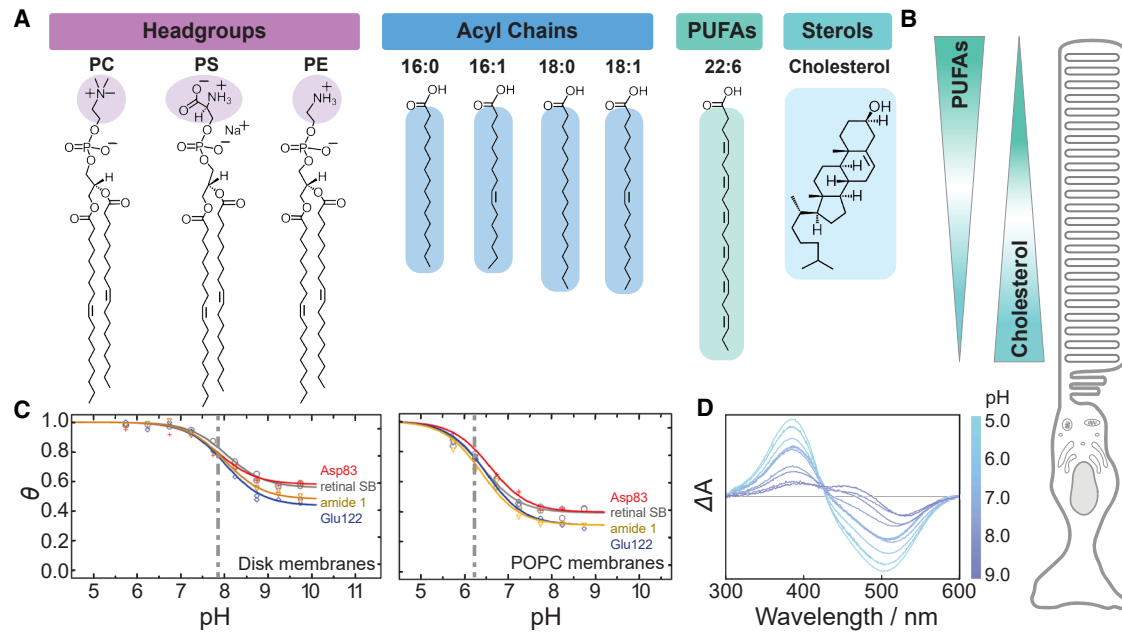 A
Headgroups
Acyl Chains
PUFAs
Sterols
PC
PS
PE
16:0
16:1
18:0
18:1
22:6
Cholesterol
N
+
O
−
O
NH3
+
H
Na+
NH3
+
O
O
P
O−
O
H
O
O
O
O
O
O
P
O−
O
H
O
O
O
O
O
O
P
O−
O
H
O
O
O
O
OH
O
OH
O
OH
O
OH
O
OH
O
OH
H
H
H
H
H
B
PUFAs
Cholesterol
C
θ
1.0
0.8
0.6
0.4
0.2
0.0
Asp83
retinal SB
amide 1
Glu122
Disk membranes
5 6 7 8 9 10 11
pH
Asp83
retinal SB
amide 1
Glu122
POPC membranes
5 6 7 8 9 10
pH
D
ΔA
300 400 500 600
Wavelength / nm
pH
5.0
6.0
7.0
8.0
9.0